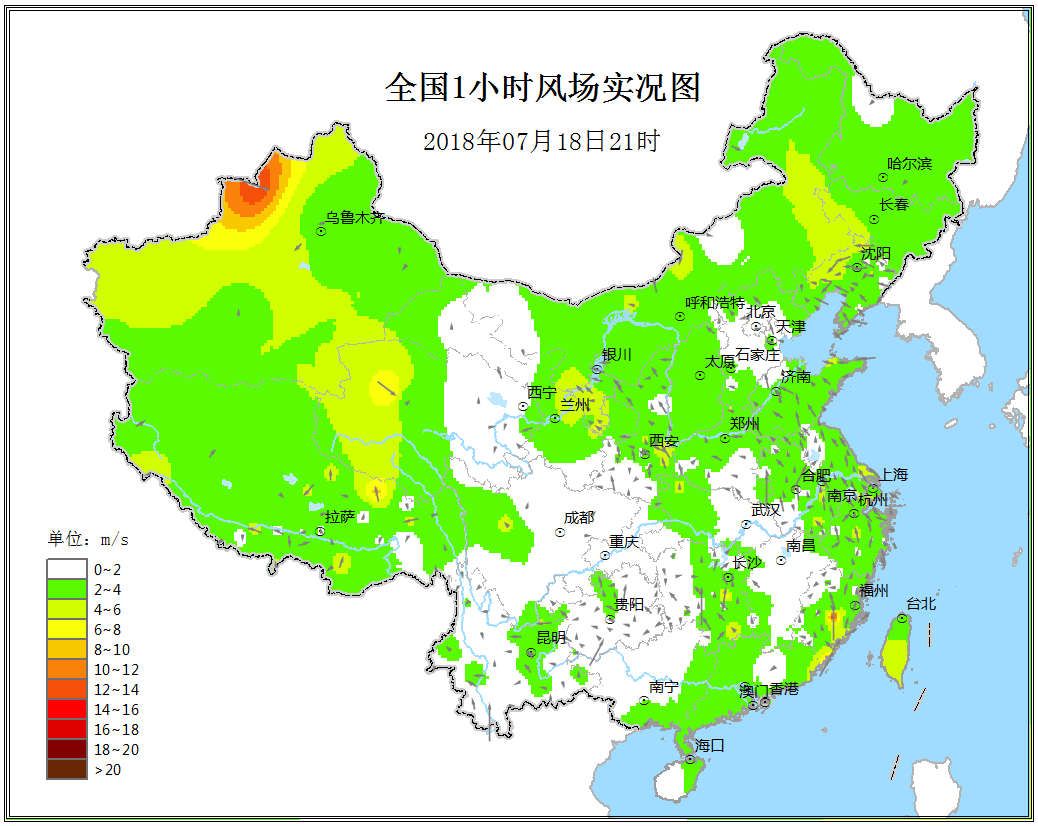 全国1小时风场实况图
2018年07月18日21时
哈尔滨
长春
乌鲁木齐
沈阳
呼和浩特
北京
天津
银川
太原
石家庄
济南
西宁
兰州
郑州
西安
合肥
上海
南京
杭州
拉萨
成都
武汉
重庆
南昌
长沙
福州
台北
贵阳
昆明
南宁
澳门
香港
海口
单位：m/s
0~2
2~4
4~6
6~8
8~10
10~12
12~14
14~16
16~18
18~20
>20